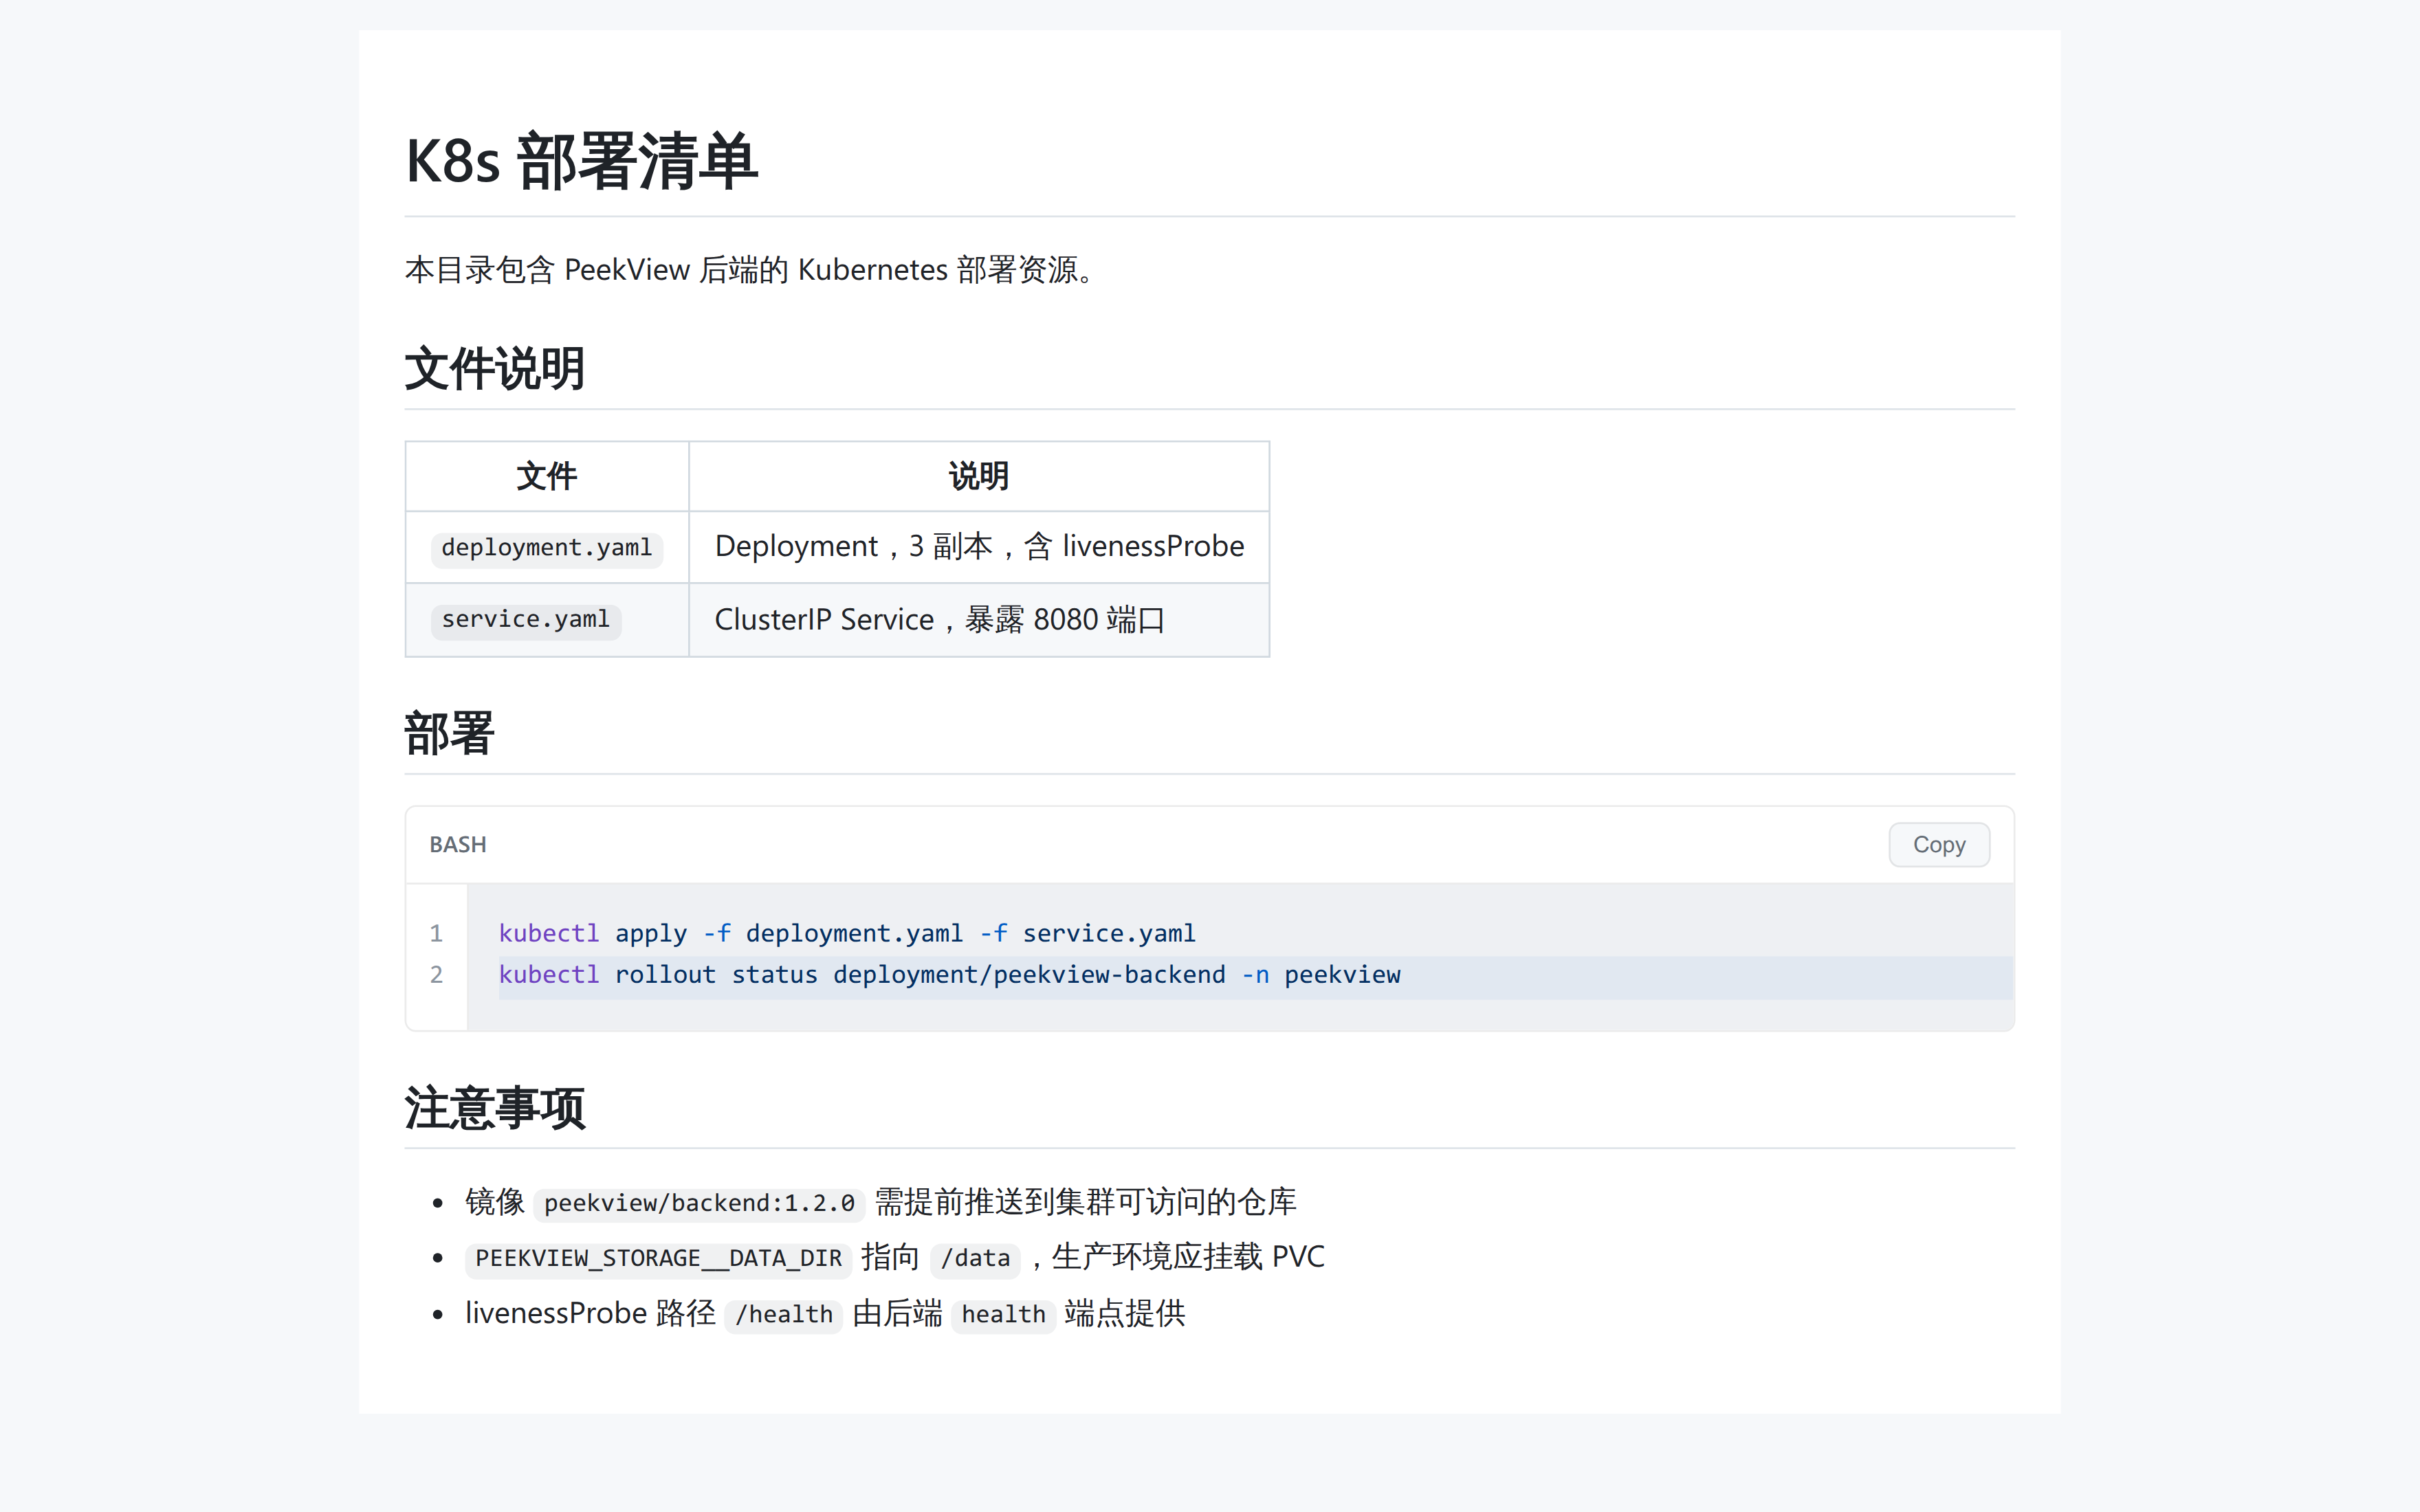 K8s 部署清单
本目录包含 PeekView 后端的 Kubernetes 部署资源。
文件说明
文件 说明
deployment.yaml Deployment，3 副本，含 livenessProbe
service.yaml ClusterIP Service，暴露 8080 端口
部署
BASH Copy
1 kubectl apply -f deployment.yaml -f service.yaml
2 kubectl rollout status deployment/peekview-backend -n peekview
注意事项
• 镜像 peekview/backend:1.2.0 需提前推送到集群可访问的仓库
• PEEKVIEW_STORAGE__DATA_DIR 指向 /data，生产环境应挂载 PVC
• livenessProbe 路径 /health 由后端 health 端点提供